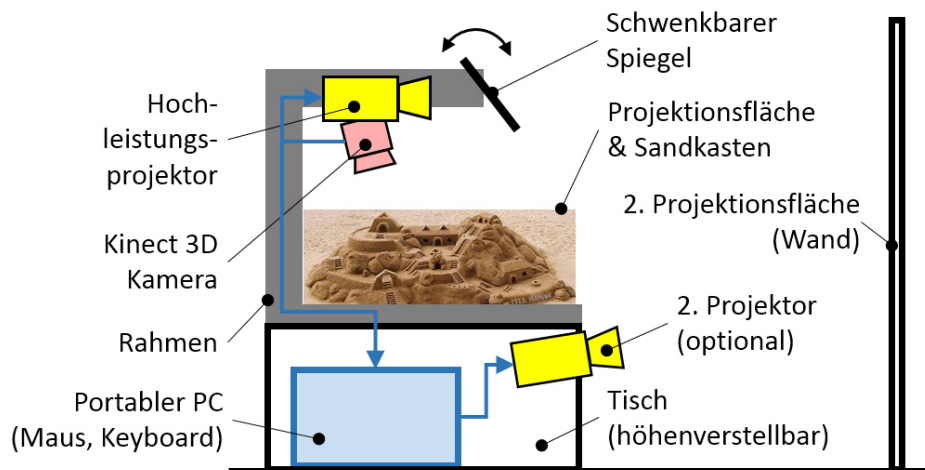 Schwenkbarer
Spiegel
Hoch-
leistungs-
projektor
Projektionsfläche
& Sandkasten
2. Projektionsfläche
(Wand)
Kinect 3D
Kamera
2. Projektor
(optional)
Rahmen
Portabler PC
(Maus, Keyboard)
Tisch
(höhenverstellbar)